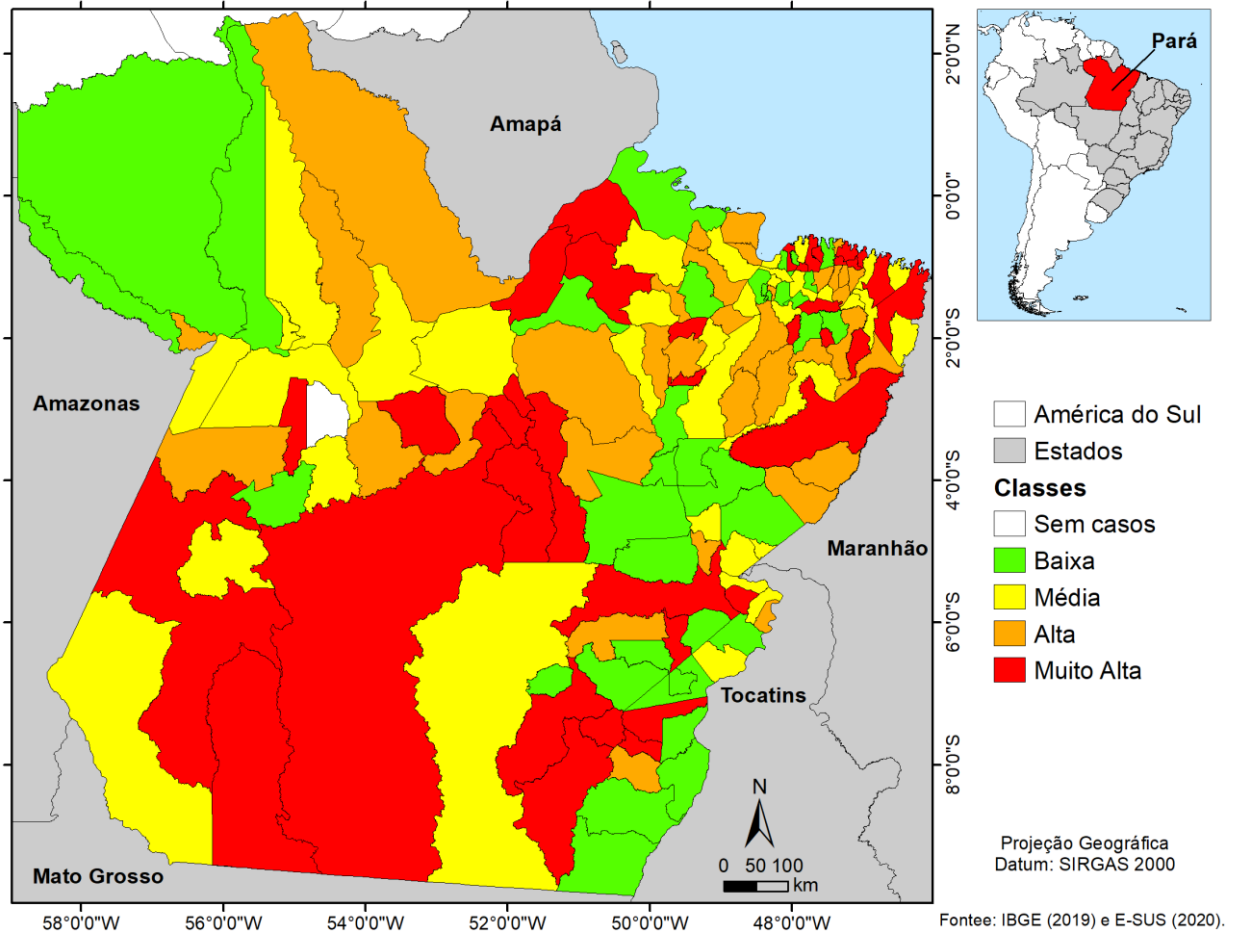 Pará
Amapá
Amazonas
Maranhão
Tocatins
Mato Grosso
N
0 50 100
km
2°0'0"N
0°0'0"
2°0'0"S
4°0'0"S
6°0'0"S
8°0'0"S
58°0'0"W
56°0'0"W
54°0'0"W
52°0'0"W
50°0'0"W
48°0'0"W
América do Sul
Estados
Classes
Sem casos
Baixa
Média
Alta
Muito Alta
Projeção Geográfica
Datum: SIRGAS 2000
Fontee: IBGE (2019) e E-SUS (2020).